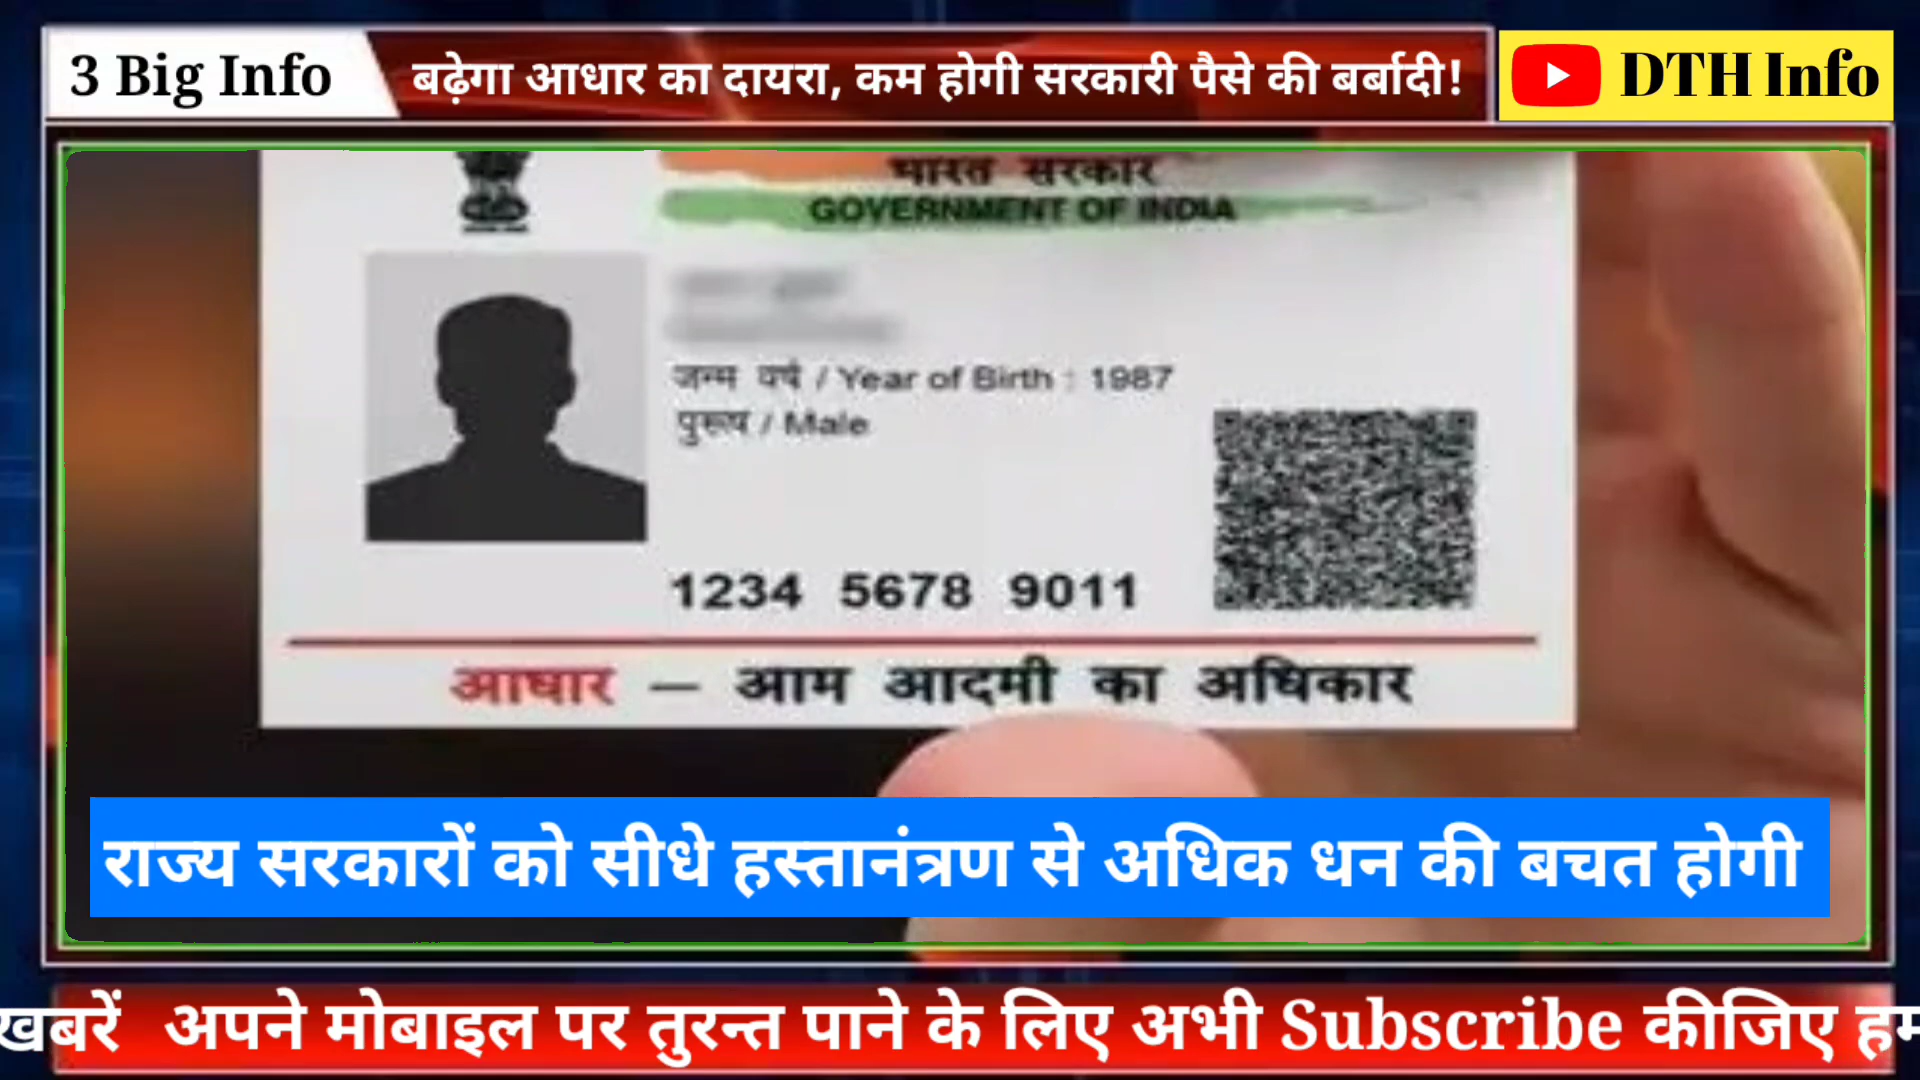 3 Big Info
बढ़ेगा आधार का दायरा, कम होगी सरकारी पैसे की बर्बादी!
DTH Info
भारत सरकार
GOVERNMENT OF INDIA
जन्म वर्ष / Year of Birth : 1987
पुरूष / Male
1234 5678 9011
आधार — आम आदमी का अधिकार
राज्य सरकारों को सीधे हस्तानंत्रण से अधिक धन की बचत होगी
खबरें अपने मोबाइल पर तुरन्त पाने के लिए अभी Subscribe कीजिए